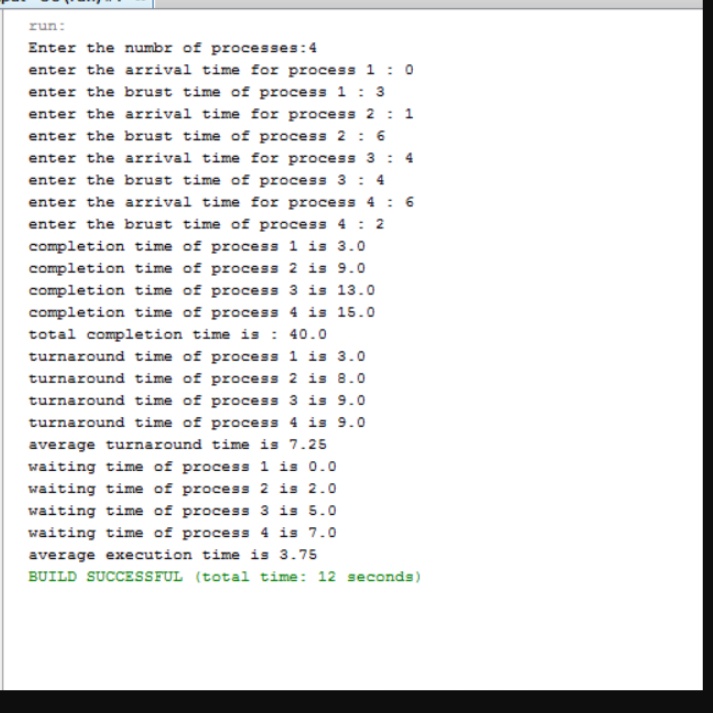 run:
Enter the numbr of processes:4
enter the arrival time for process 1 : 0
enter the brust time of process 1 : 3
enter the arrival time for process 2 : 1
enter the brust time of process 2 : 6
enter the arrival time for process 3 : 4
enter the brust time of process 3 : 4
enter the arrival time for process 4 : 6
enter the brust time of process 4 : 2
completion time of process 1 is 3.0
completion time of process 2 is 9.0
completion time of process 3 is 13.0
completion time of process 4 is 15.0
total completion time is : 40.0
turnaround time of process 1 is 3.0
turnaround time of process 2 is 8.0
turnaround time of process 3 is 9.0
turnaround time of process 4 is 9.0
average turnaround time is 7.25
waiting time of process 1 is 0.0
waiting time of process 2 is 2.0
waiting time of process 3 is 5.0
waiting time of process 4 is 7.0
average execution time is 3.75
BUILD SUCCESSFUL (total time: 12 seconds)